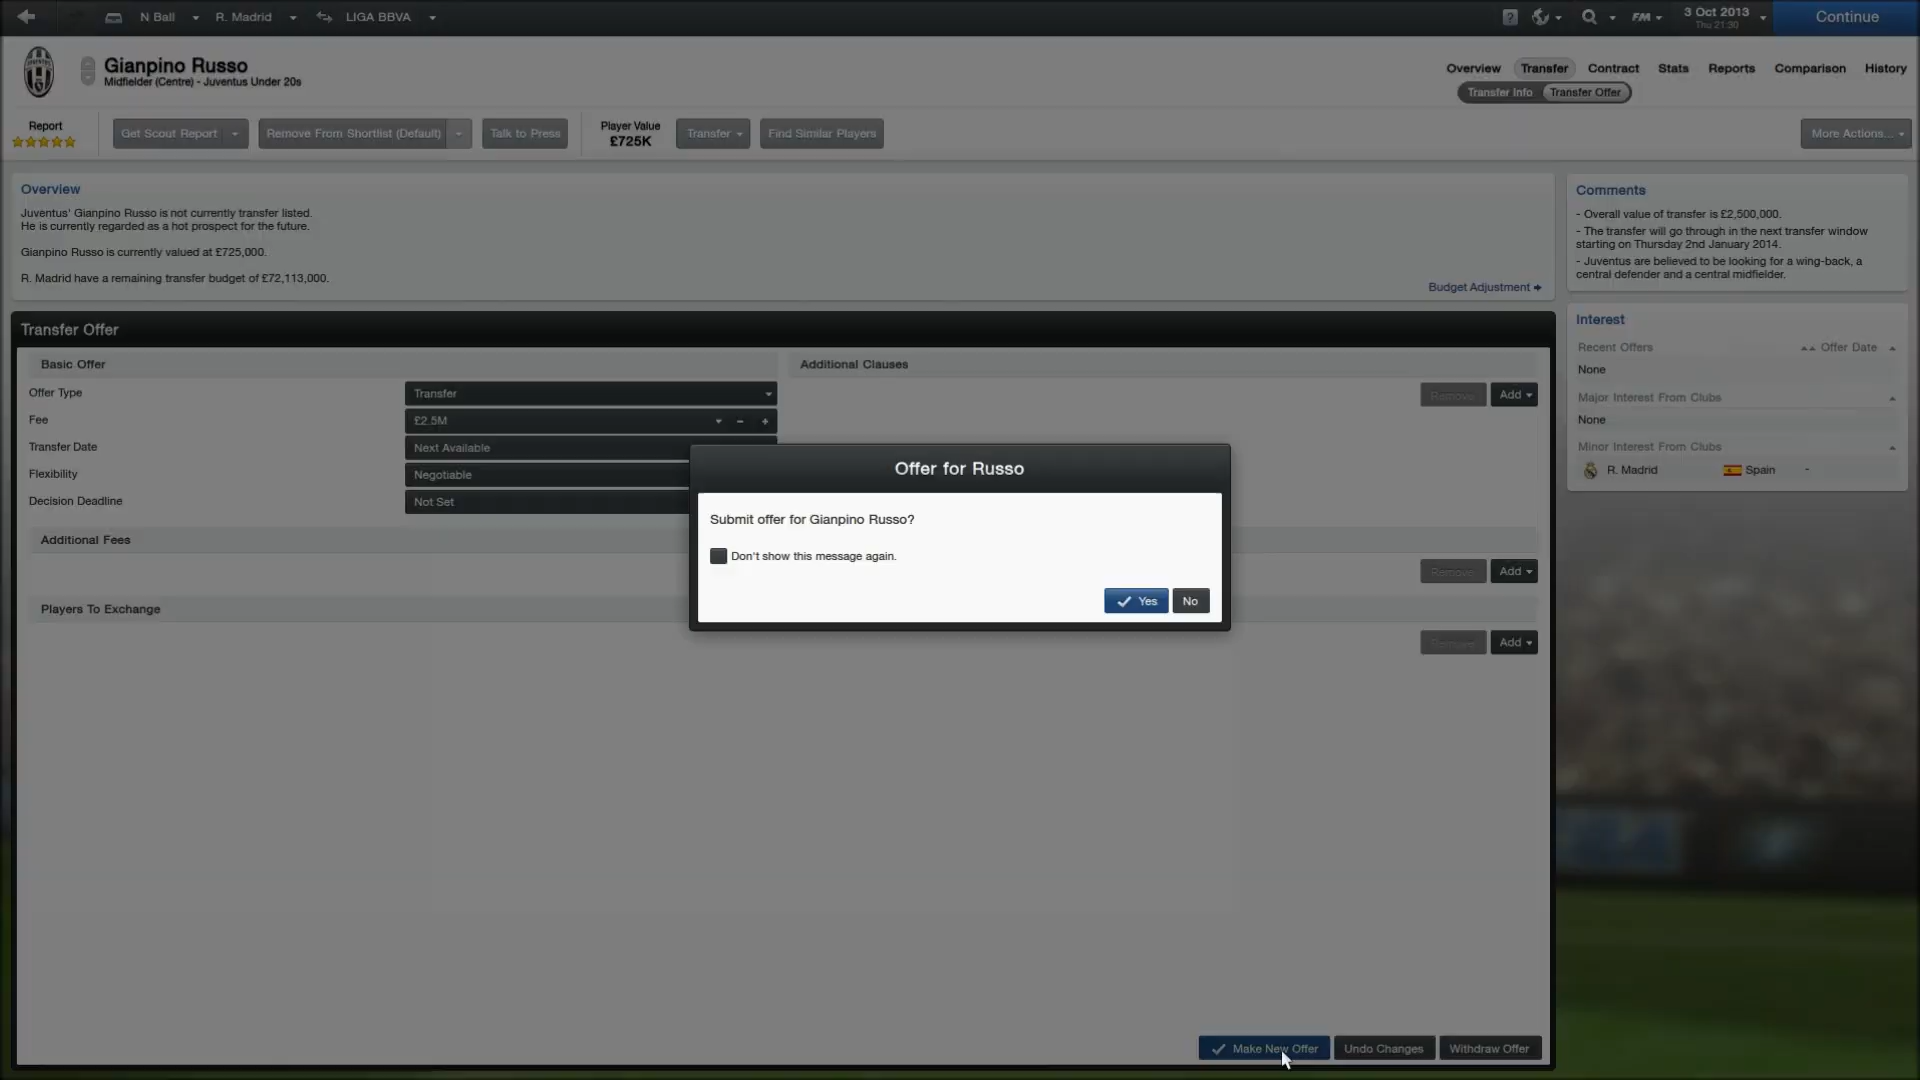 N Ball
R. Madrid
LIGA BBVA
?
FM
3 Oct 2013
Thu 21:30
Continue
Gianpino Russo
Midfielder (Centre) - Juventus Under 20s
Overview
Transfer
Contract
Stats
Reports
Comparison
History
Transfer Info
Transfer Offer
Report
Get Scout Report
Remove From Shortlist (Default)
Talk to Press
Player Value
£725K
Transfer
Find Similar Players
More Actions...
Overview
Juventus' Gianpino Russo is not currently transfer listed.
He is currently regarded as a hot prospect for the future.
Gianpino Russo is currently valued at £725,000.
R. Madrid have a remaining transfer budget of £72,113,000.
Budget Adjustment
Comments
- Overall value of transfer is £2,500,000.
- The transfer will go through in the next transfer window
starting on Thursday 2nd January 2014.
- Juventus are believed to be looking for a wing-back, a
central defender and a central midfielder.
Interest
Recent Offers
Offer Date
None
Major Interest From Clubs
None
Minor Interest From Clubs
R. Madrid
Spain
-
Transfer Offer
Basic Offer
Additional Clauses
Offer Type
Transfer
Remove
Add
Fee
£2.5M
Transfer Date
Next Available
Flexibility
Negotiable
Decision Deadline
Not Set
Additional Fees
Remove
Add
Players To Exchange
Remove
Add
Offer for Russo
Submit offer for Gianpino Russo?
Don't show this message again.
Yes
No
Make New Offer
Undo Changes
Withdraw Offer